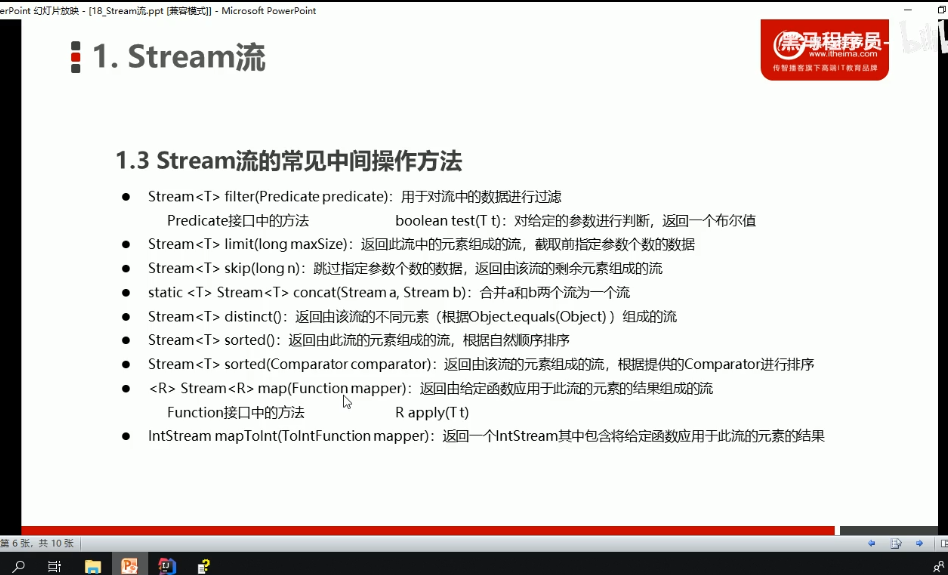 erPoint 幻灯片放映 - [18_Stream流.ppt [兼容模式]] - Microsoft PowerPoint
1. Stream流
黑马程序员
www.itheima.com
传智播客旗下高端IT教育品牌
1.3 Stream流的常见中间操作方法
● Stream<T> filter(Predicate predicate)：用于对流中的数据进行过滤
Predicate接口中的方法 boolean test(T t)：对给定的参数进行判断，返回一个布尔值
● Stream<T> limit(long maxSize)：返回此流中的元素组成的流，截取前指定参数个数的数据
● Stream<T> skip(long n)：跳过指定参数个数的数据，返回由该流的剩余元素组成的流
● static <T> Stream<T> concat(Stream a, Stream b)：合并a和b两个流为一个流
● Stream<T> distinct()：返回由该流的不同元素（根据Object.equals(Object) ）组成的流
● Stream<T> sorted()：返回由此流的元素组成的流，根据自然顺序排序
● Stream<T> sorted(Comparator comparator)：返回由该流的元素组成的流，根据提供的Comparator进行排序
● <R> Stream<R> map(Function mapper)：返回由给定函数应用于此流的元素的结果组成的流
Function接口中的方法 R apply(T t)
● IntStream mapToInt(ToIntFunction mapper)：返回一个IntStream其中包含将给定函数应用于此流的元素的结果
第 6 张，共 10 张